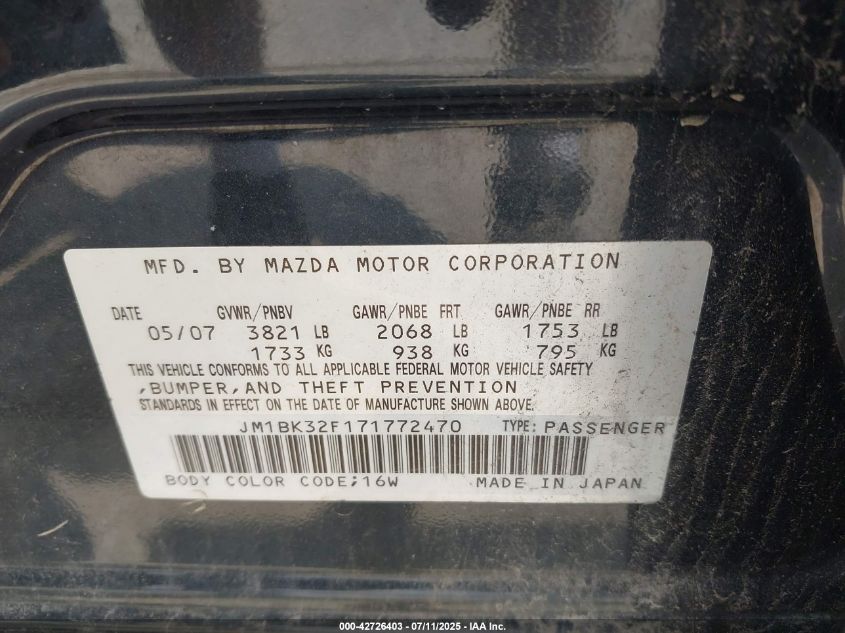 MFD. BY MAZDA MOTOR CORPORATION
DATE GVWR/PNBV GAWR/PNBE FRT GAWR/PNBE RR
05/07 3821 LB 2068 LB 1753 LB
1733 KG 938 KG 795 KG
THIS VEHICLE CONFORMS TO ALL APPLICABLE FEDERAL MOTOR VEHICLE SAFETY
,BUMPER,AND THEFT PREVENTION
STANDARDS IN EFFECT ON THE DATE OF MANUFACTURE SHOWN ABOVE.
JM1BK32F171772470 TYPE: PASSENGER
BODY COLOR CODE;16W MADE IN JAPAN
000-42726403 - 07/11/2025 - IAA Inc.